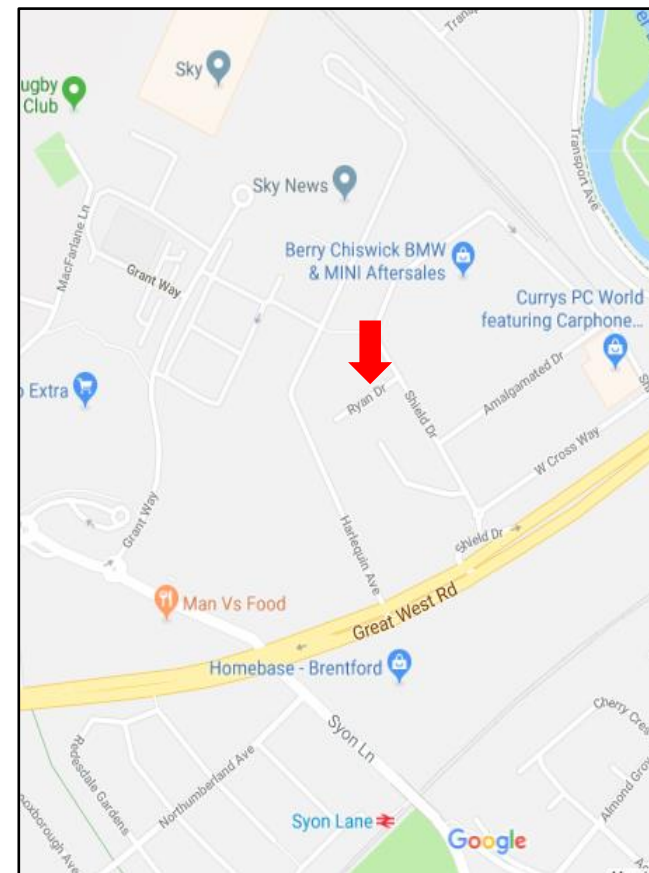 Sky
ugby
Club
Sky News
Transport Ave
MacFarlane Ln
Berry Chiswick BMW
& MINI Aftersales
Grant Way
Currys PC World
featuring Carphone...
Extra
Ryan Dr
Shield Dr
Amalgamated Dr
W Cross Way
Grant Way
Harlequin Ave
Shield Dr
Man Vs Food
Great West Rd
Homebase - Brentford
Syon Ln
Redesdale Gardens
Northumberland Ave
Cherry Cres
Almond Gro
oxborough Av
Syon Lane
Google